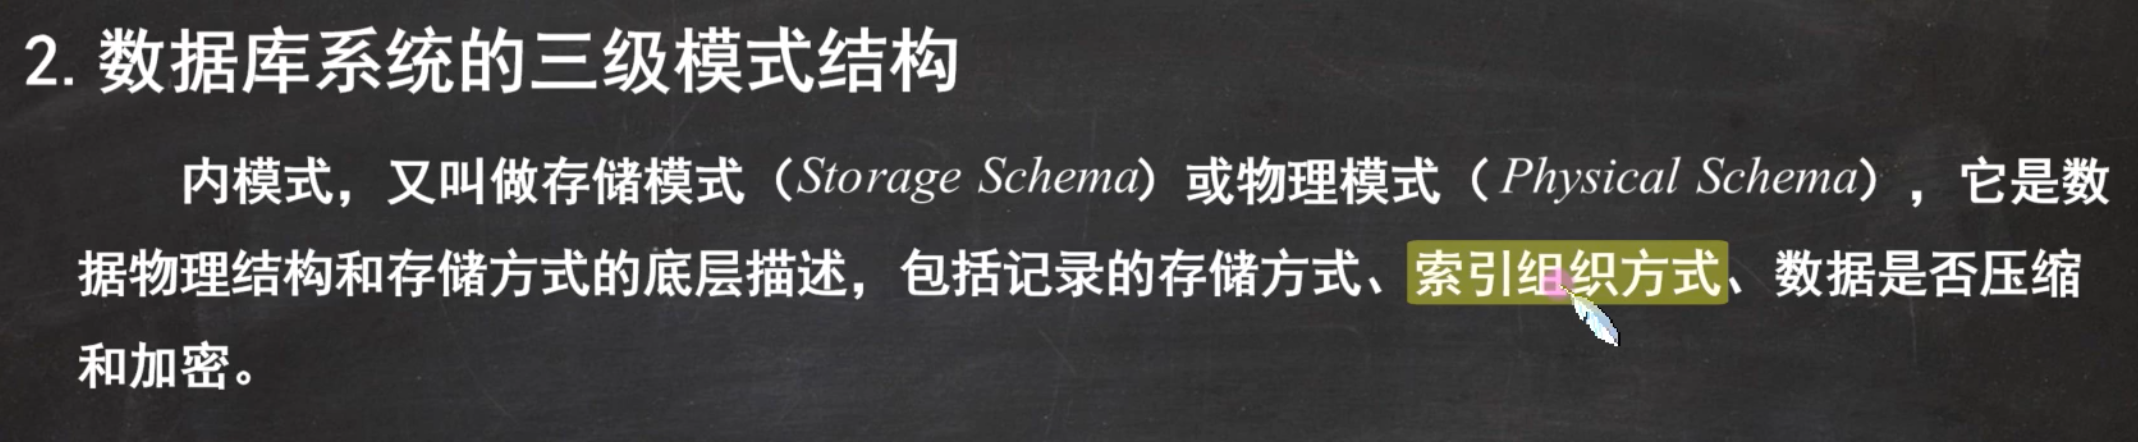 2. 数据库系统的三级模式结构
内模式，又叫做存储模式（Storage Schema）或物理模式（Physical Schema），它是数
据物理结构和存储方式的底层描述，包括记录的存储方式、索引组织方式、数据是否压缩
和加密。